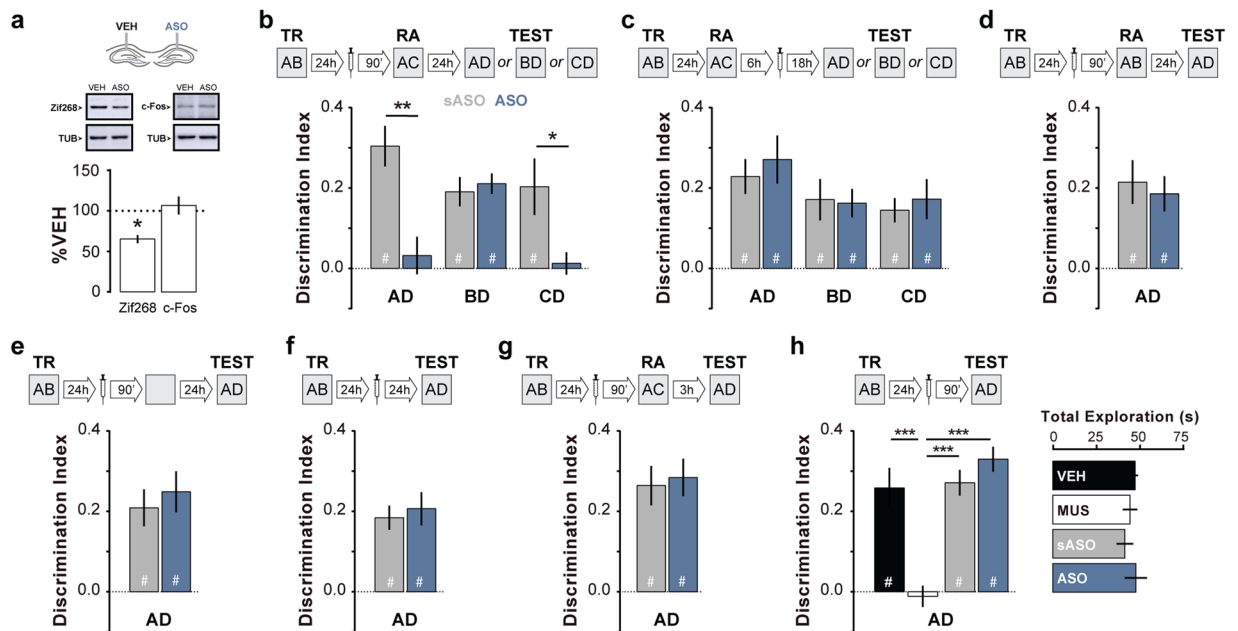 a
VEH ASO
VEH ASO
VEH ASO
Zif268➤
c-Fos➤
TUB➤
TUB➤
%VEH
150
100
50
0
*
Zif268 c-Fos
b
TR RA TEST
AB 24h 90' AC 24h AD or BD or CD
sASO ASO
Discrimination Index
0.4
0.2
0.0
** *
# # # #
AD BD CD
c
TR RA TEST
AB 24h AC 6h 18h AD or BD or CD
Discrimination Index
0.4
0.2
0.0
# # # # # #
AD BD CD
d
TR RA TEST
AB 24h 90' AB 24h AD
Discrimination Index
0.4
0.2
0.0
# #
AD
e
TR TEST
AB 24h 90' 24h AD
Discrimination Index
0.4
0.2
0.0
# #
AD
f
TR TEST
AB 24h 24h AD
Discrimination Index
0.4
0.2
0.0
# #
AD
g
TR RA TEST
AB 24h 90' AC 3h AD
Discrimination Index
0.4
0.2
0.0
# #
AD
h
TR TEST
AB 24h 90' AD
Discrimination Index
0.4
0.2
0.0
*** ***
***
# # #
AD
Total Exploration (s)
0 25 50 75
VEH
MUS
sASO
ASO